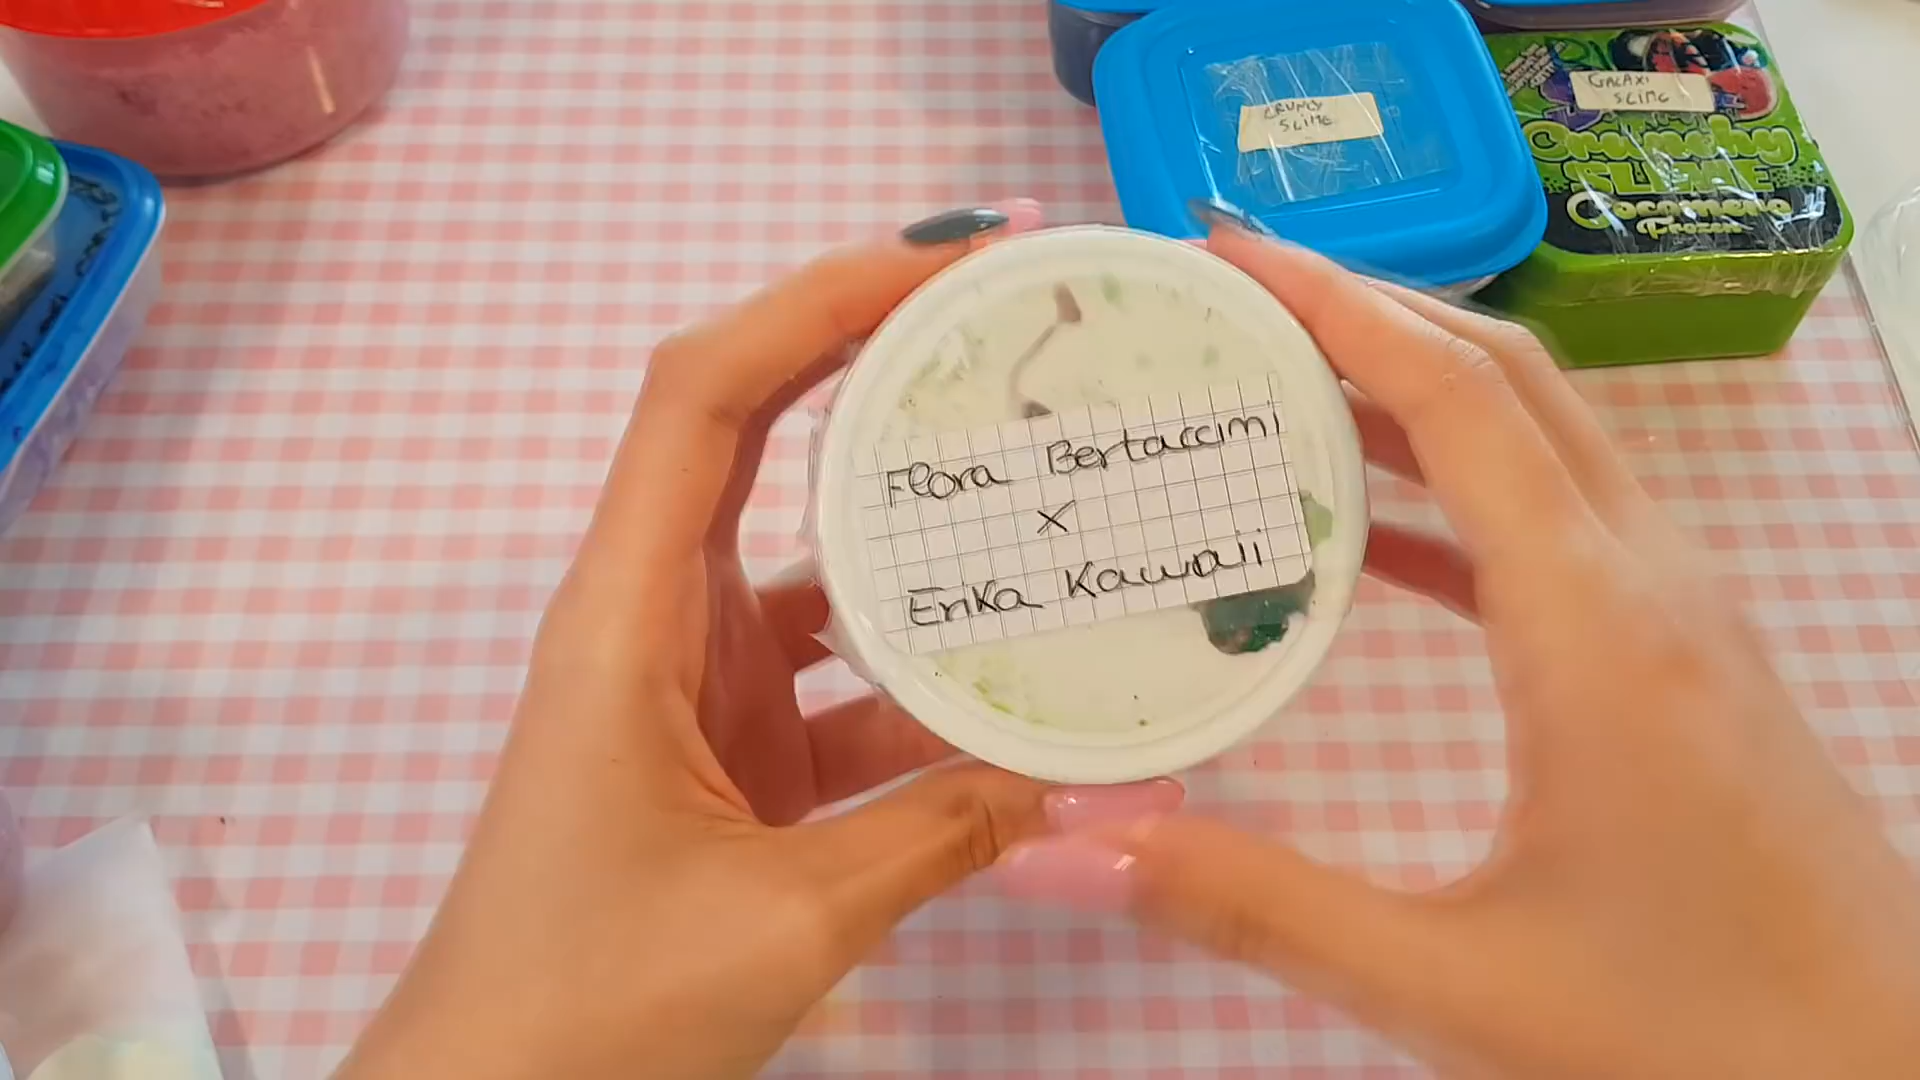 CRUNCY
SLIME
GALAXI
SLIME
Crunchy
SLIME
Cocomero
Frozen
Flora Bertaccini
x
Erika Kawaii